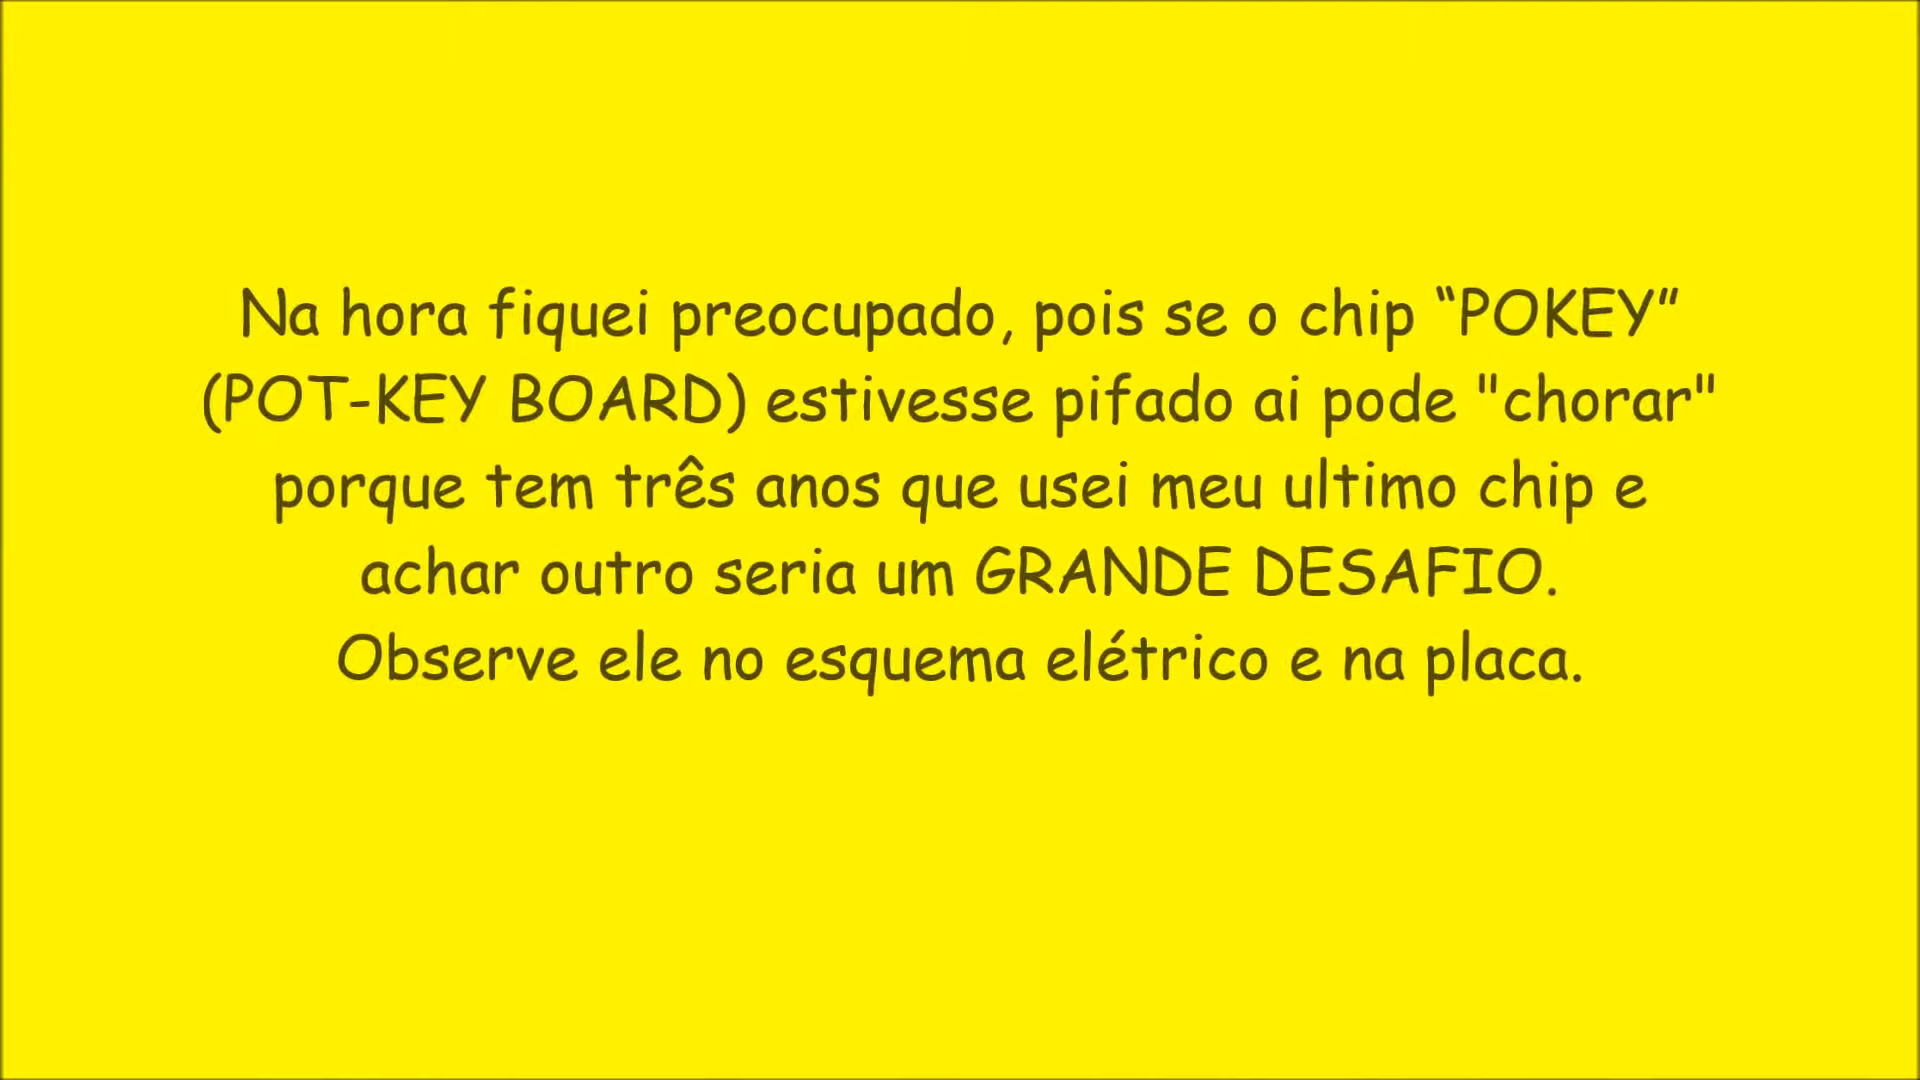 Na hora fiquei preocupado, pois se o chip “POKEY”
(POT-KEY BOARD) estivesse pifado ai pode "chorar"
porque tem três anos que usei meu ultimo chip e
achar outro seria um GRANDE DESAFIO.
Observe ele no esquema elétrico e na placa.